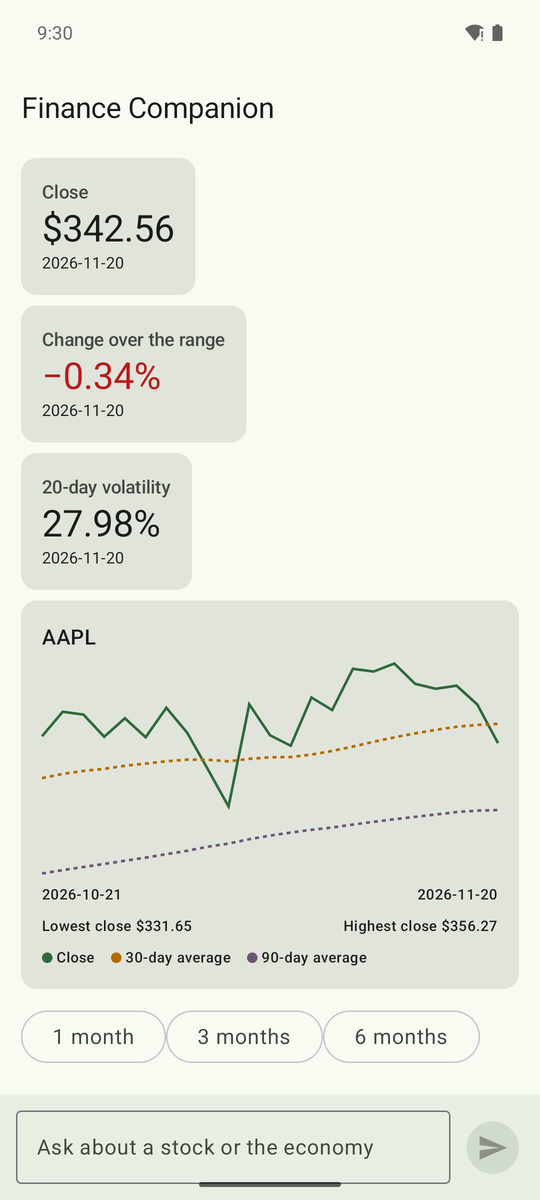 9:30
Finance Companion
Close
$342.56
2026-11-20
Change over the range
−0.34%
2026-11-20
20-day volatility
27.98%
2026-11-20
AAPL
2026-10-21 2026-11-20
Lowest close $331.65 Highest close $356.27
Close 30-day average 90-day average
1 month 3 months 6 months
Ask about a stock or the economy